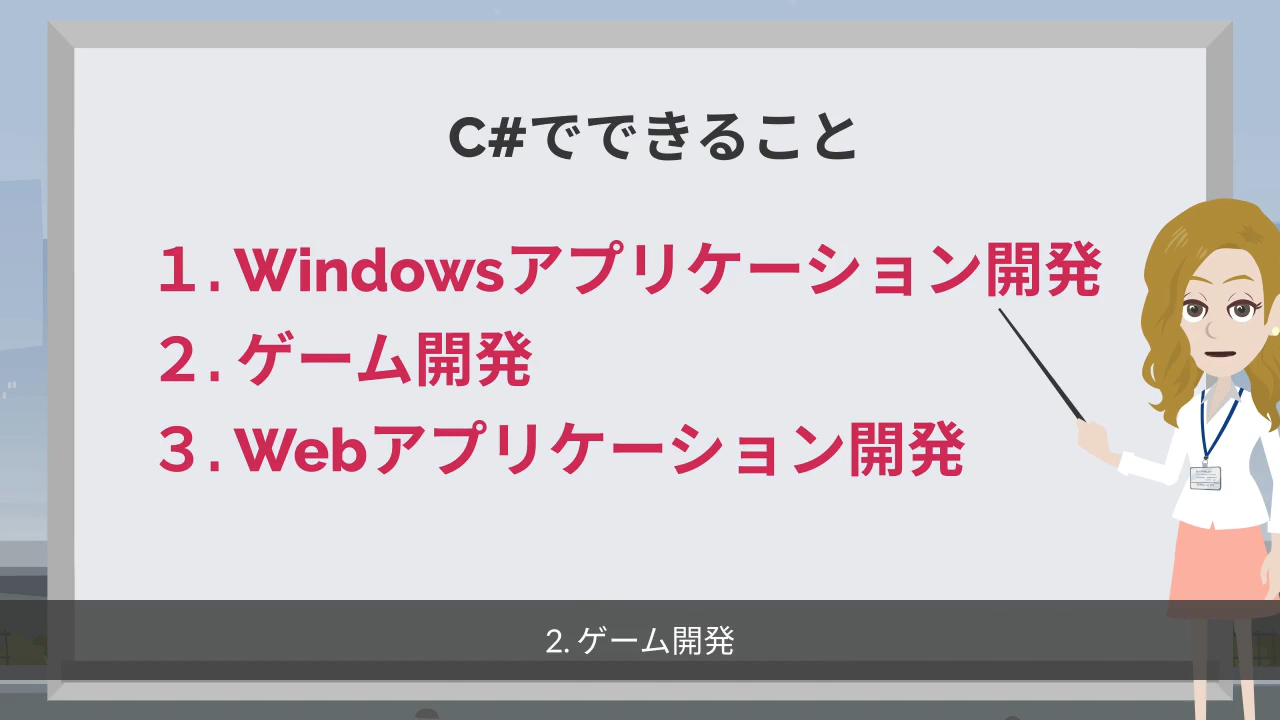 C#でできること
１. Windowsアプリケーション開発
２. ゲーム開発
３. Webアプリケーション開発
2. ゲーム開発